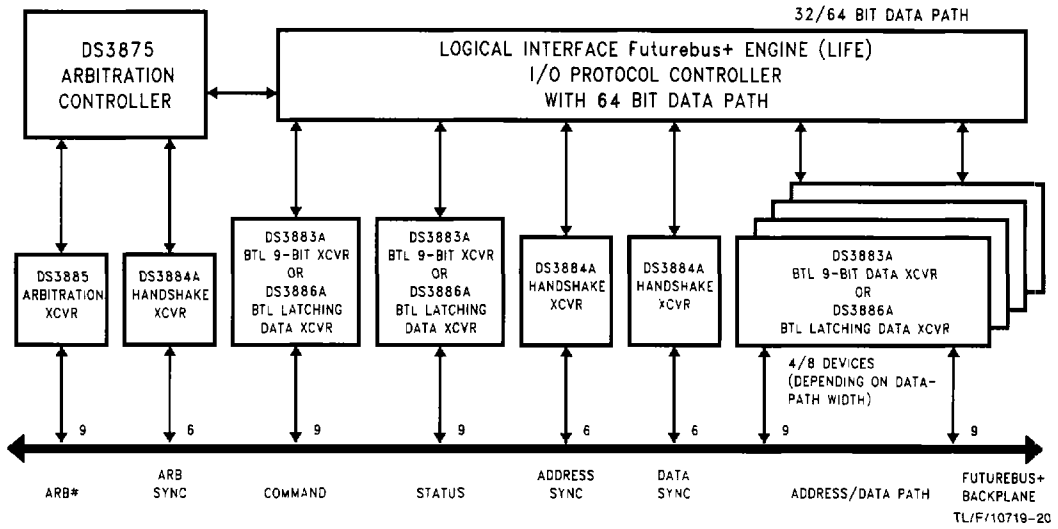 32/64 BIT DATA PATH
DS3875
ARBITRATION
CONTROLLER
LOGICAL INTERFACE Futurebus+ ENGINE (LIFE)
I/O PROTOCOL CONTROLLER
WITH 64 BIT DATA PATH
DS3885
ARBITRATION
XCVR
DS3884A
HANDSHAKE
XCVR
DS3883A
BTL 9-BIT XCVR
OR
DS3886A
BTL LATCHING
DATA XCVR
DS3883A
BTL 9-BIT XCVR
OR
DS3886A
BTL LATCHING
DATA XCVR
DS3884A
HANDSHAKE
XCVR
DS3884A
HANDSHAKE
XCVR
DS3883A
BTL 9-BIT DATA XCVR
OR
DS3886A
BTL LATCHING DATA XCVR
4/8 DEVICES
(DEPENDING ON DATA-
PATH WIDTH)
9
6
9
9
6
6
9
9
ARB#
ARB
SYNC
COMMAND
STATUS
ADDRESS
SYNC
DATA
SYNC
ADDRESS/DATA PATH
FUTUREBUS+
BACKPLANE
TL/F/10719-20